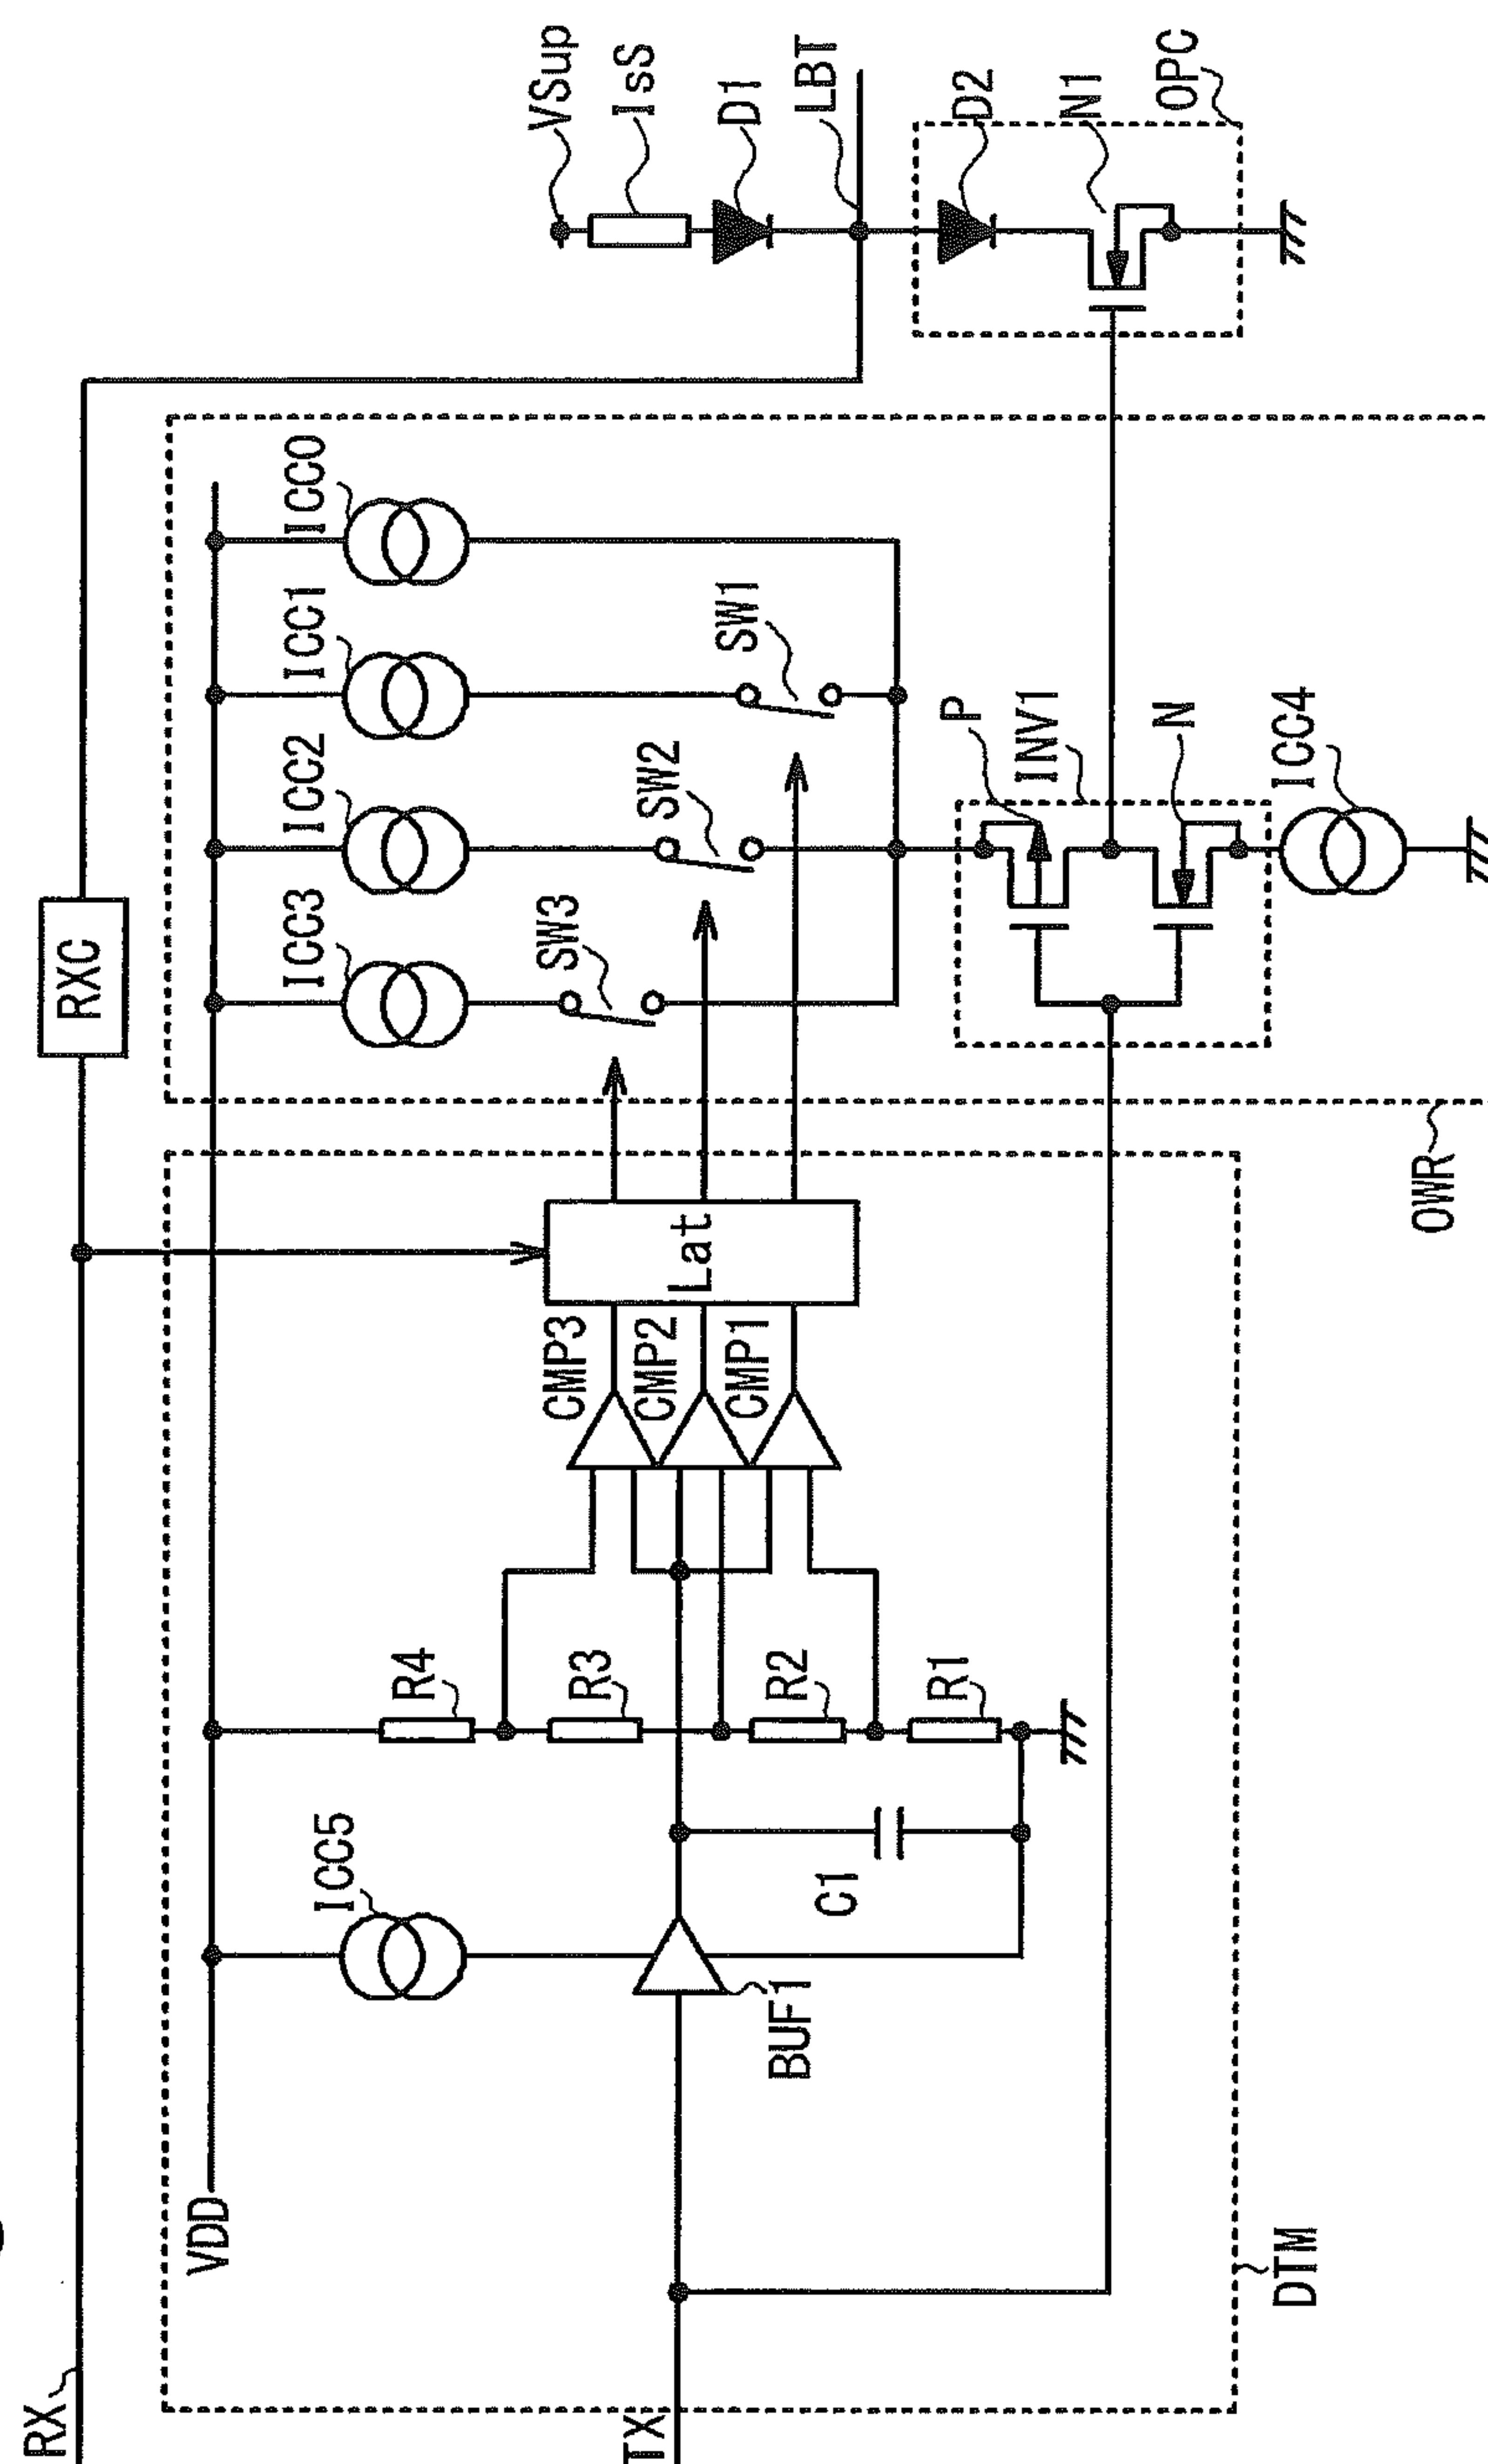 RX
RXC
VSup
IsS
D1
LBT
D2
N1
OPC
VDD
ICC5
R4
R3
R2
R1
C1
BUF1
TX
CMP3
CMP2
CMP1
Lat
ICC3
ICC2
ICC1
ICC0
SW3
SW2
SW1
P
INV1
N
ICC4
DTM
OWR